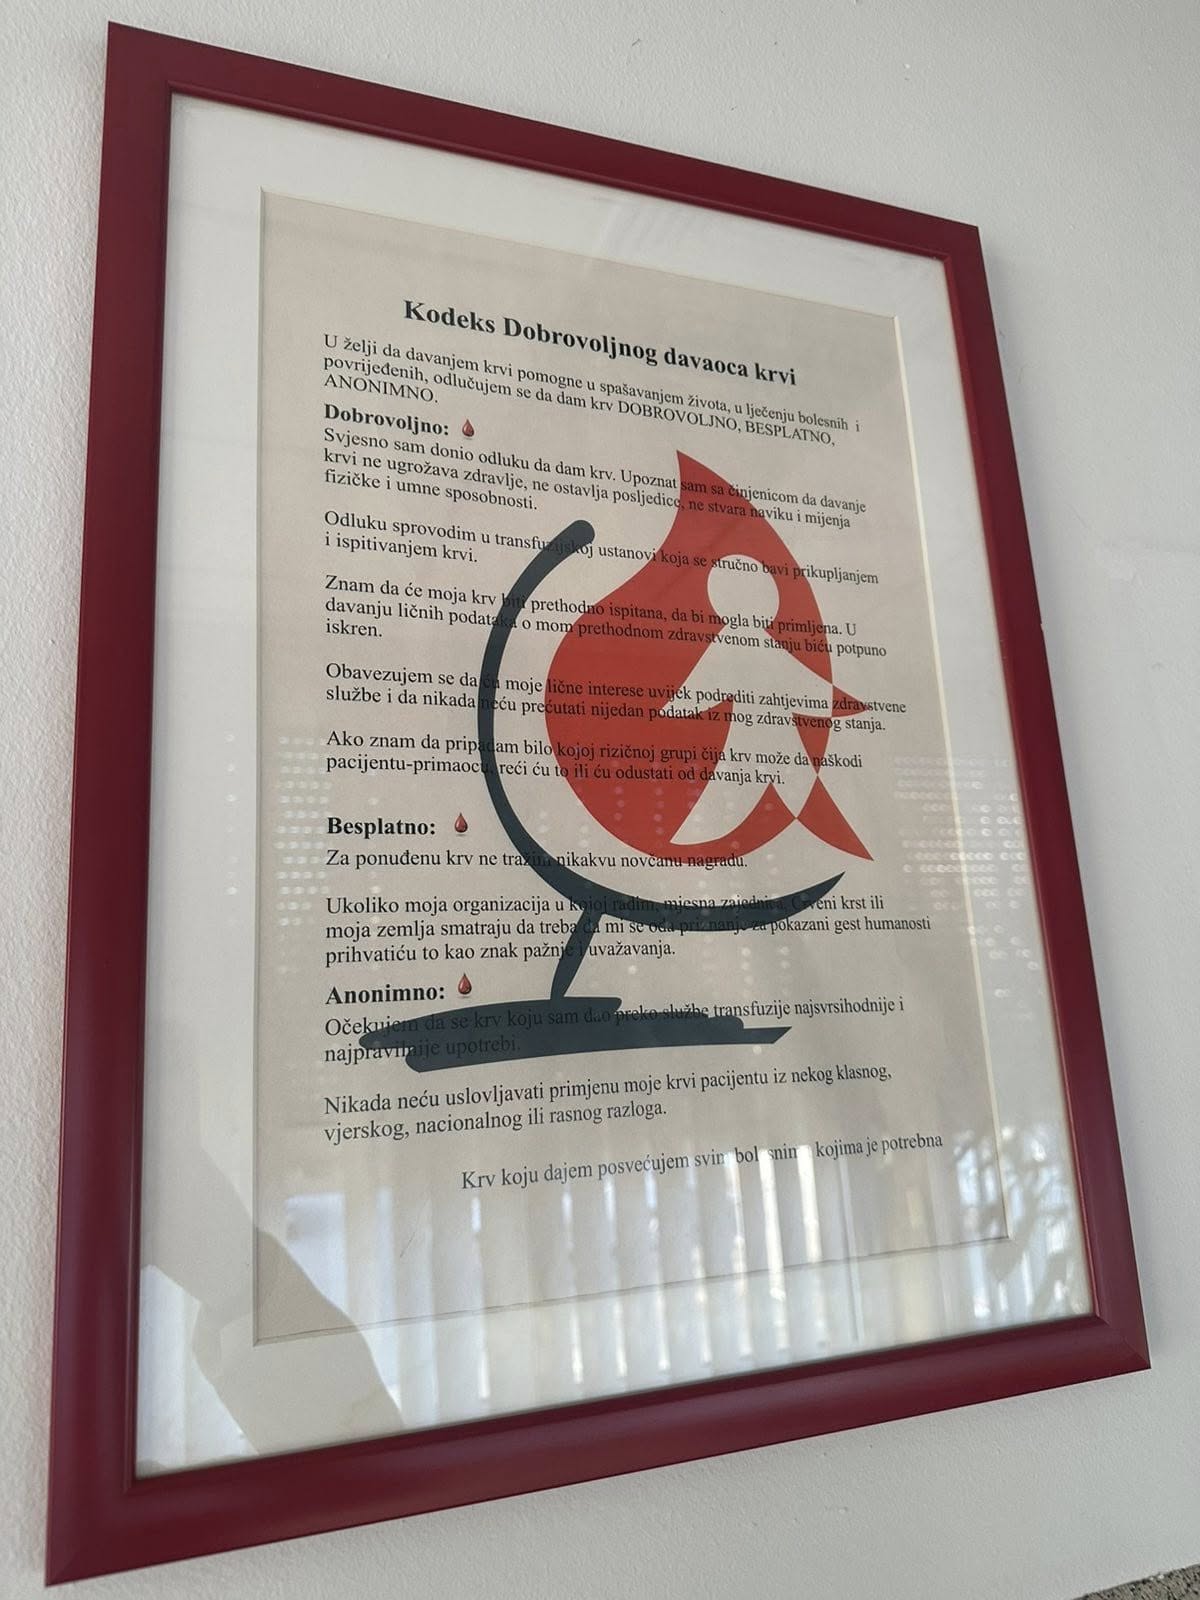 Kodeks Dobrovoljnog davaoca krvi
U želji da davanjem krvi pomogne u spašavanjem života, u lječenju bolesnih i
povrijeđenih, odlučujem se da dam krv DOBROVOLJNO, BESPLATNO,
ANONIMNO.
Dobrovoljno:
Svjesno sam donio odluku da dam krv. Upoznat sam sa činjenicom da davanje
krvi ne ugrožava zdravlje, ne ostavlja posljedice, ne stvara naviku i mijenja
fizičke i umne sposobnosti.
Odluku sprovodim u transfuzijskoj ustanovi koja se stručno bavi prikupljanjem
i ispitivanjem krvi.
Znam da će moja krv biti prethodno ispitana, da bi mogla biti primljena. U
davanju ličnih podataka o mom prethodnom zdravstvenom stanju biću potpuno
iskren.
Obavezujem se da ću moje lične interese uvijek podrediti zahtjevima zdravstvene
službe i da nikada neću prećutati nijedan podatak iz mog zdravstvenog stanja.
Ako znam da pripadam bilo kojoj rizičnoj grupi čija krv može da naškodi
pacijentu-primaocu, reći ću to ili ću odustati od davanja krvi.
Besplatno:
Za ponuđenu krv ne tražim nikakvu novčanu nagradu.
Ukoliko moja organizacija u kojoj radim, mjesna zajednica, Crveni krst ili
moja zemlja smatraju da treba da mi se oda priznanje za pokazani gest humanosti
prihvatiću to kao znak pažnje i uvažavanja.
Anonimno:
Očekujem da se krv koju sam dao preko službe transfuzije najsvrsihodnije i
najpravilnije upotrebi.
Nikada neću uslovljavati primjenu moje krvi pacijentu iz nekog klasnog,
vjerskog, nacionalnog ili rasnog razloga.
Krv koju dajem posvećujem svim bolesnima kojima je potrebna